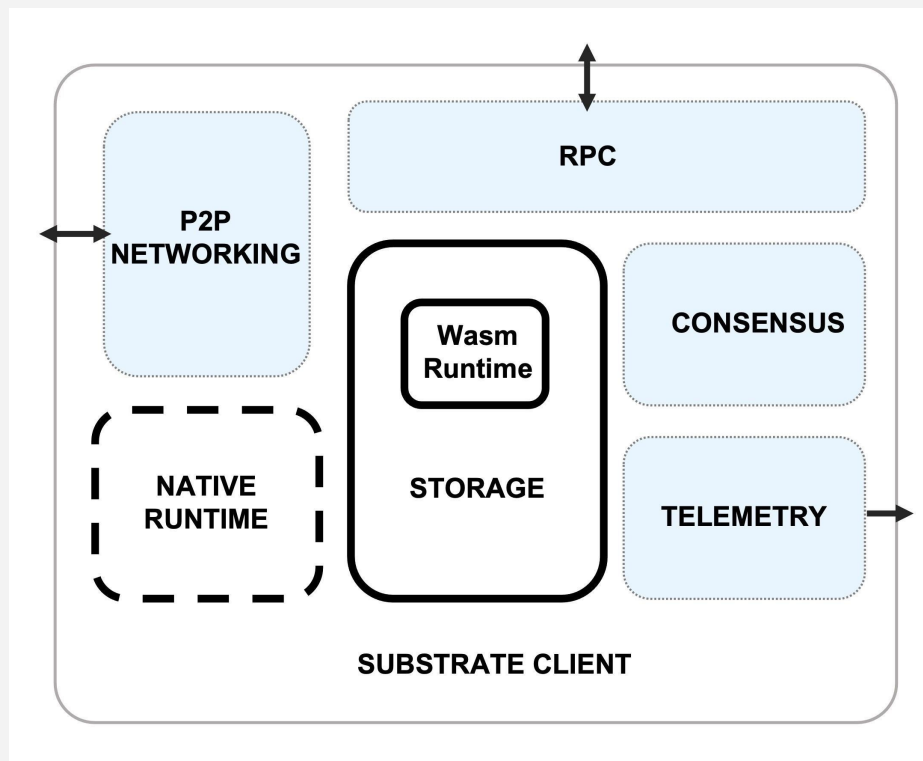 RPC
P2P
NETWORKING
Wasm
Runtime
CONSENSUS
NATIVE
RUNTIME
STORAGE
TELEMETRY
SUBSTRATE CLIENT